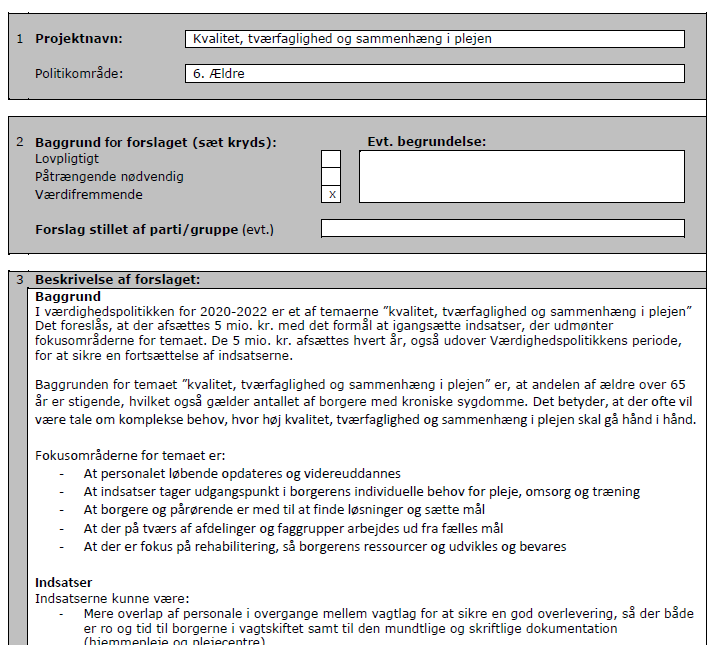 1 Projektnavn: Kvalitet, tværfaglighed og sammenhæng i plejen
Politikområde: 6. Ældre
2 Baggrund for forslaget (sæt kryds): Evt. begrundelse:
Lovpligtigt
Påtrængende nødvendig
Værdifremmende x
Forslag stillet af parti/gruppe (evt.)
3 Beskrivelse af forslaget:
Baggrund
I værdighedspolitikken for 2020-2022 er et af temaerne ”kvalitet, tværfaglighed og sammenhæng i plejen”
Det foreslås, at der afsættes 5 mio. kr. med det formål at igangsætte indsatser, der udmønter
fokusområderne for temaet. De 5 mio. kr. afsættes hvert år, også udover Værdighedspolitikkens periode,
for at sikre en fortsættelse af indsatserne.
Baggrunden for temaet ”kvalitet, tværfaglighed og sammenhæng i plejen” er, at andelen af ældre over 65
år er stigende, hvilket også gælder antallet af borgere med kroniske sygdomme. Det betyder, at der ofte vil
være tale om komplekse behov, hvor høj kvalitet, tværfaglighed og sammenhæng i plejen skal gå hånd i hånd.
Fokusområderne for temaet er:
- At personalet løbende opdateres og videreuddannes
- At indsatser tager udgangspunkt i borgerens individuelle behov for pleje, omsorg og træning
- At borgere og pårørende er med til at finde løsninger og sætte mål
- At der på tværs af afdelinger og faggrupper arbejdes ud fra fælles mål
- At der er fokus på rehabilitering, så borgerens ressourcer og udvikles og bevares
Indsatser
Indsatserne kunne være:
- Mere overlap af personale i overgange mellem vagtlag for at sikre en god overlevering, så der både
er ro og tid til borgerne i vagtskiftet samt til den mundtlige og skriftlige dokumentation
(hjemmepleje og plejecentre)